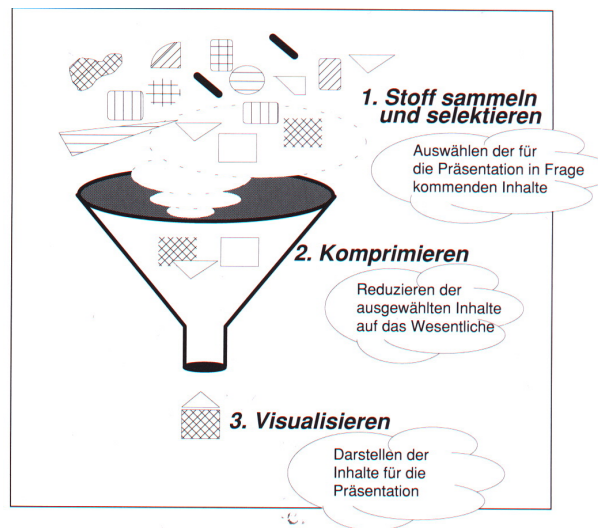 1. Stoff sammeln
und selektieren
Auswählen der für
die Präsentation in Frage
kommenden Inhalte
2. Komprimieren
Reduzieren der
ausgewählten Inhalte
auf das Wesentliche
3. Visualisieren
Darstellen der
Inhalte für die
Präsentation